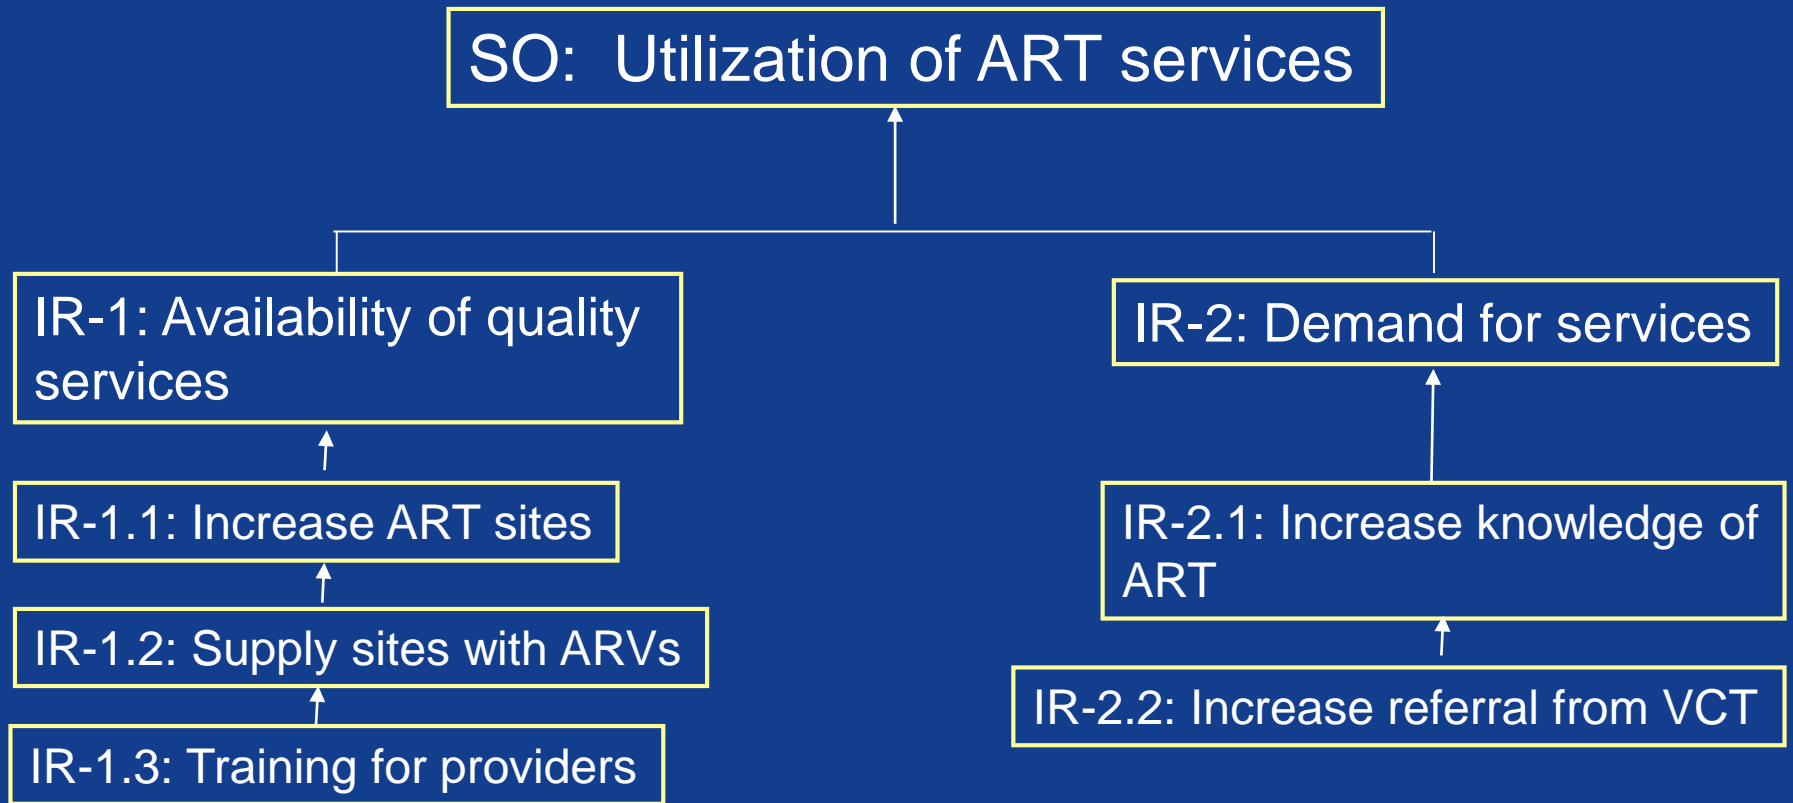 SO:  Utilization of ART services
IR-1: Availability of quality
services
IR-1.1: Increase ART sites
IR-1.2: Supply sites with ARVs
IR-1.3: Training for providers
IR-2: Demand for services
IR-2.1: Increase knowledge of
ART
IR-2.2: Increase referral from VCT